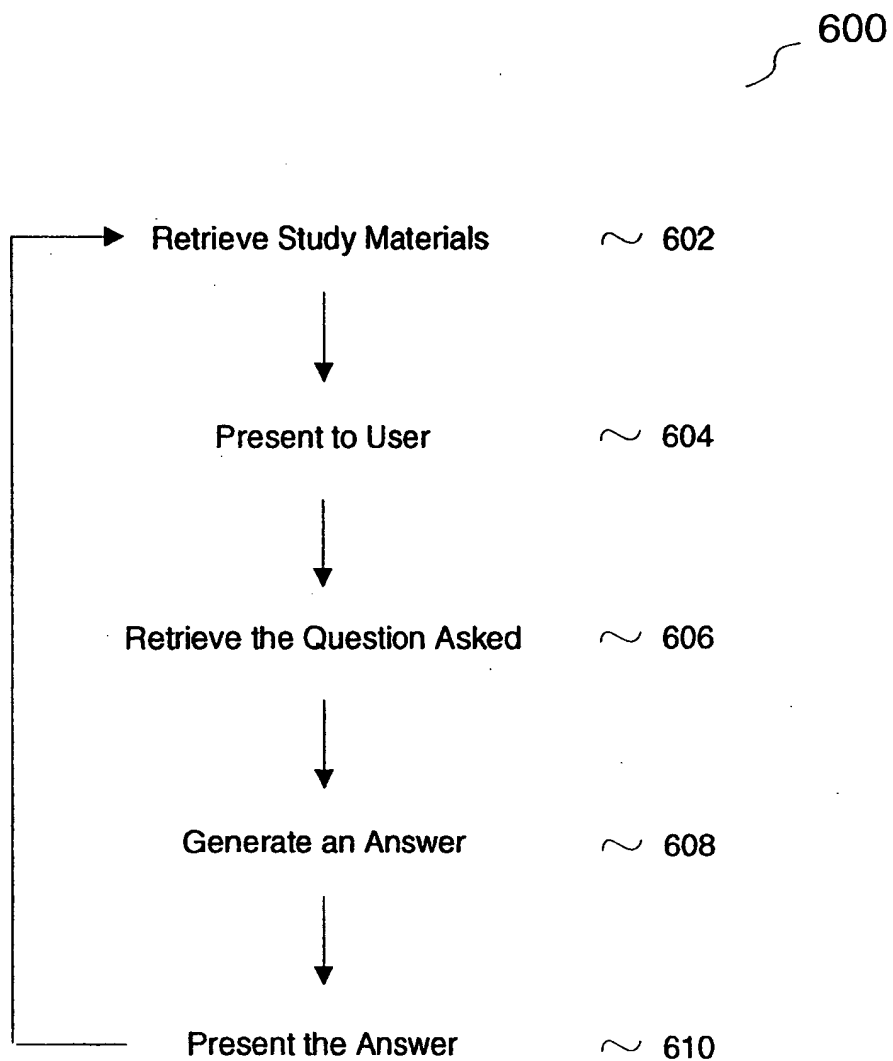 600
Retrieve Study Materials 602
Present to User 604
Retrieve the Question Asked 606
Generate an Answer 608
Present the Answer 610